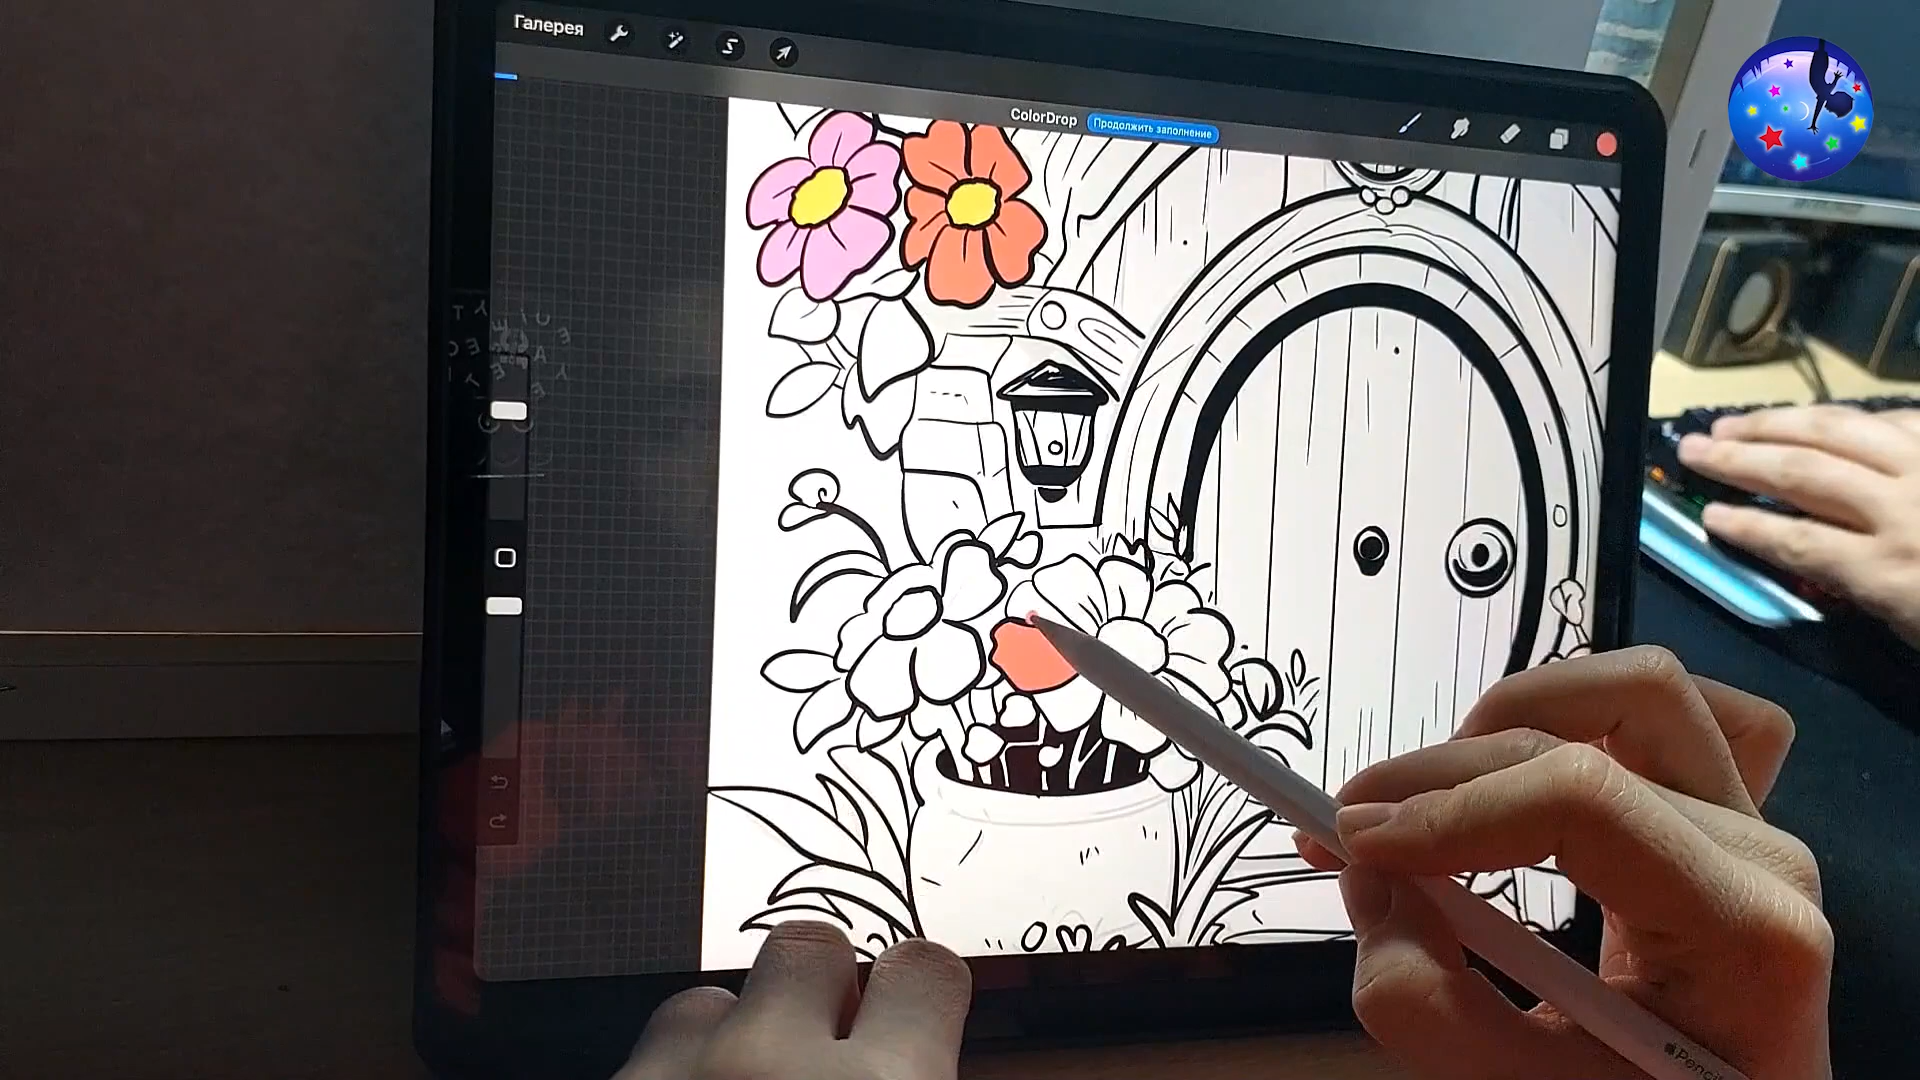 Галерея
ColorDrop Продолжить заполнение
Pencil